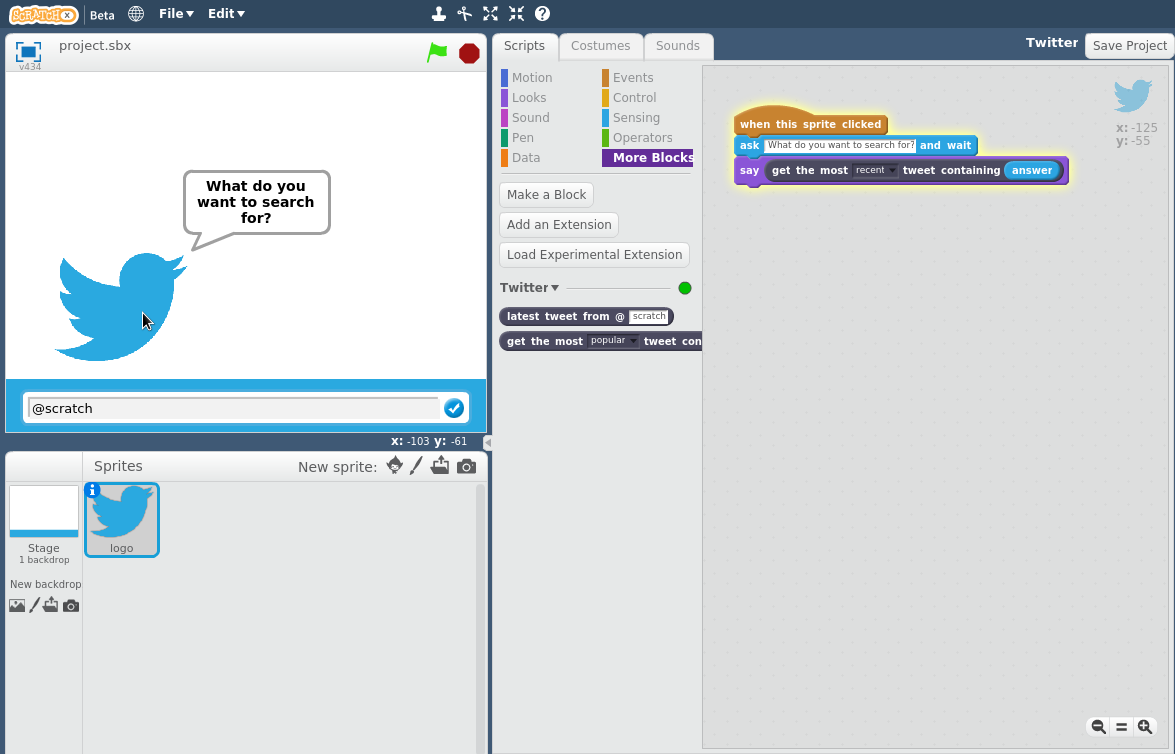 SCRATCHX
Beta
File
Edit
project.sbx
v434
What do you
want to search
for?
@scratch
x: -103 y: -61
Sprites
New sprite:
Stage
1 backdrop
New backdrop
logo
Scripts
Costumes
Sounds
Twitter
Save Project
Motion
Looks
Sound
Pen
Data
Events
Control
Sensing
Operators
More Blocks
Make a Block
Add an Extension
Load Experimental Extension
Twitter
latest tweet from @ scratch
get the most popular tweet con
when this sprite clicked
ask What do you want to search for? and wait
say get the most recent tweet containing answer
x: -125
y: -55